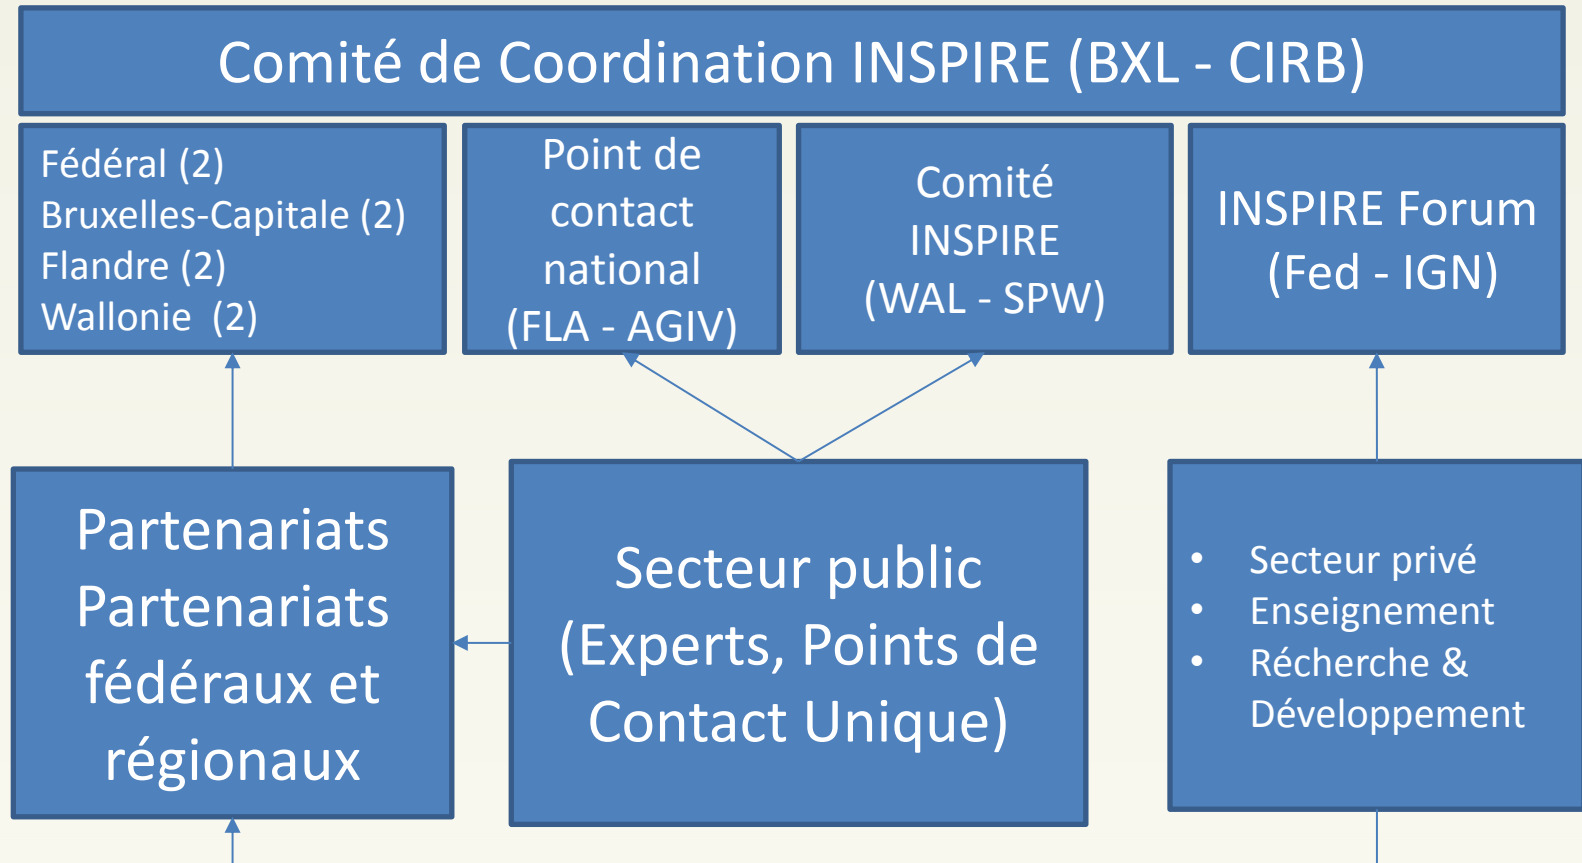 Comité de Coordination INSPIRE (BXL - CIRB)
Fédéral (2)
Bruxelles-Capitale (2)
Flandre (2)
Wallonie (2)
Point de
contact
national
(FLA - AGIV)
Comité
INSPIRE
(WAL - SPW)
INSPIRE Forum
(Fed - IGN)
Partenariats
Partenariats
fédéraux et
régionaux
Secteur public
(Experts, Points de
Contact Unique)
• Secteur privé
• Enseignement
• Récherche &
Développement